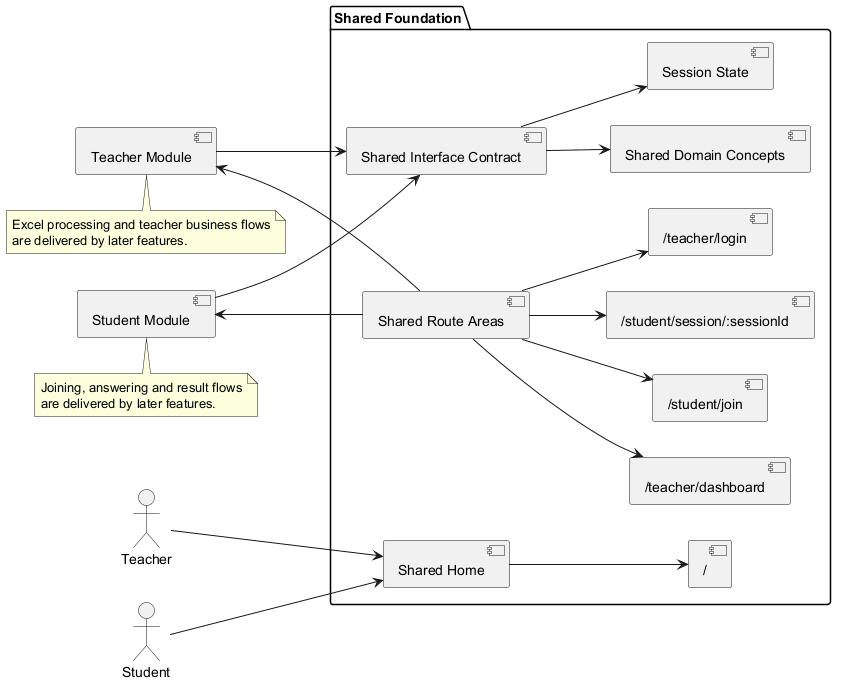 Shared Foundation
Session State
Teacher Module
Shared Interface Contract
Shared Domain Concepts
Excel processing and teacher business flows
are delivered by later features.
/teacher/login
Student Module
Shared Route Areas
/student/session/:sessionId
Joining, answering and result flows
are delivered by later features.
/student/join
/teacher/dashboard
Teacher
Shared Home
/
Student